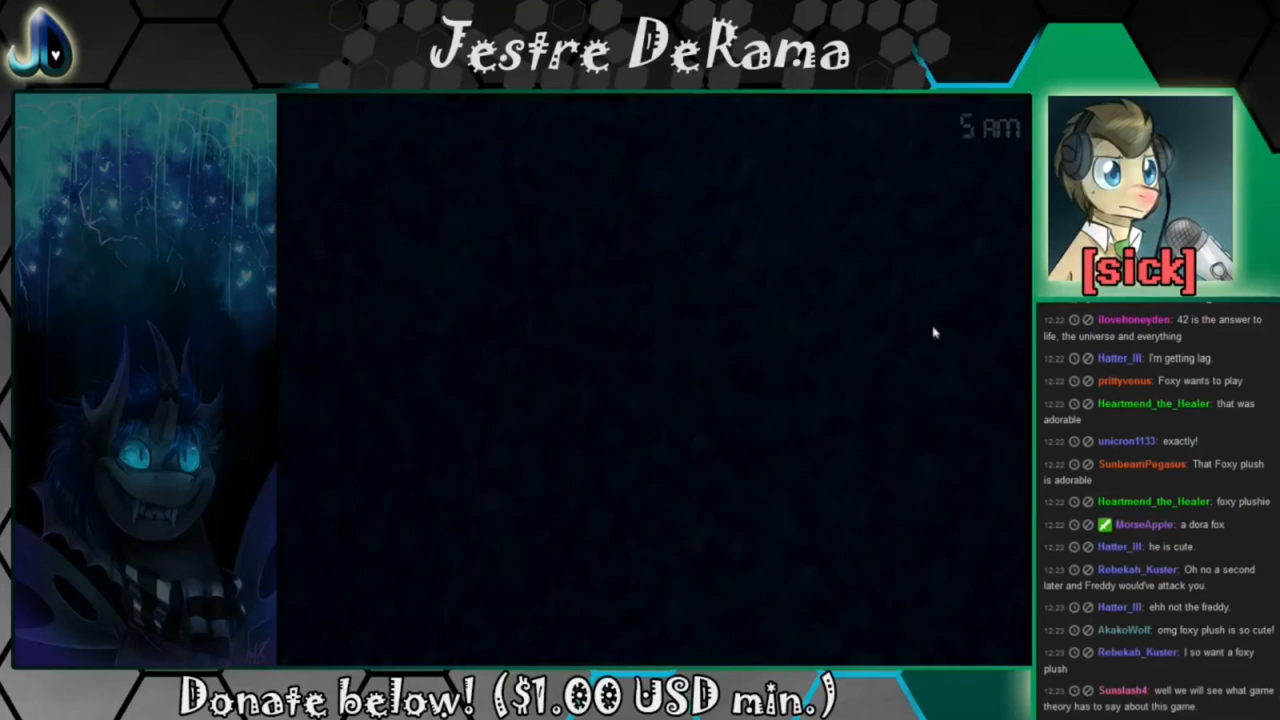 JD
Jestre DeRama
5 AM
[sick]
12:22 ilovehoneyden: 42 is the answer to
life, the universe and everything
12:22 Hatter_III: I'm getting lag.
12:22 prittyvenus: Foxy wants to play
12:22 Heartmend_the_Healer: that was
adorable
12:22 unicron1133: exactly!
12:22 SunbeamPegasus: That Foxy plush
is adorable
12:22 Heartmend_the_Healer: foxy plushie
12:22 MorseApple: a dora fox
12:22 Hatter_III: he is cute.
12:23 Rebekah_Kuster: Oh no a second
later and Freddy would've attack you.
12:23 Hatter_III: ehh not the freddy.
12:23 AkakoWolf: omg foxy plush is so cute!
12:23 Rebekah_Kuster: I so want a foxy
plush
12:23 Sunslash4: well we will see what game
theory has to say about this game.
Donate below! ($1.00 USD min.)